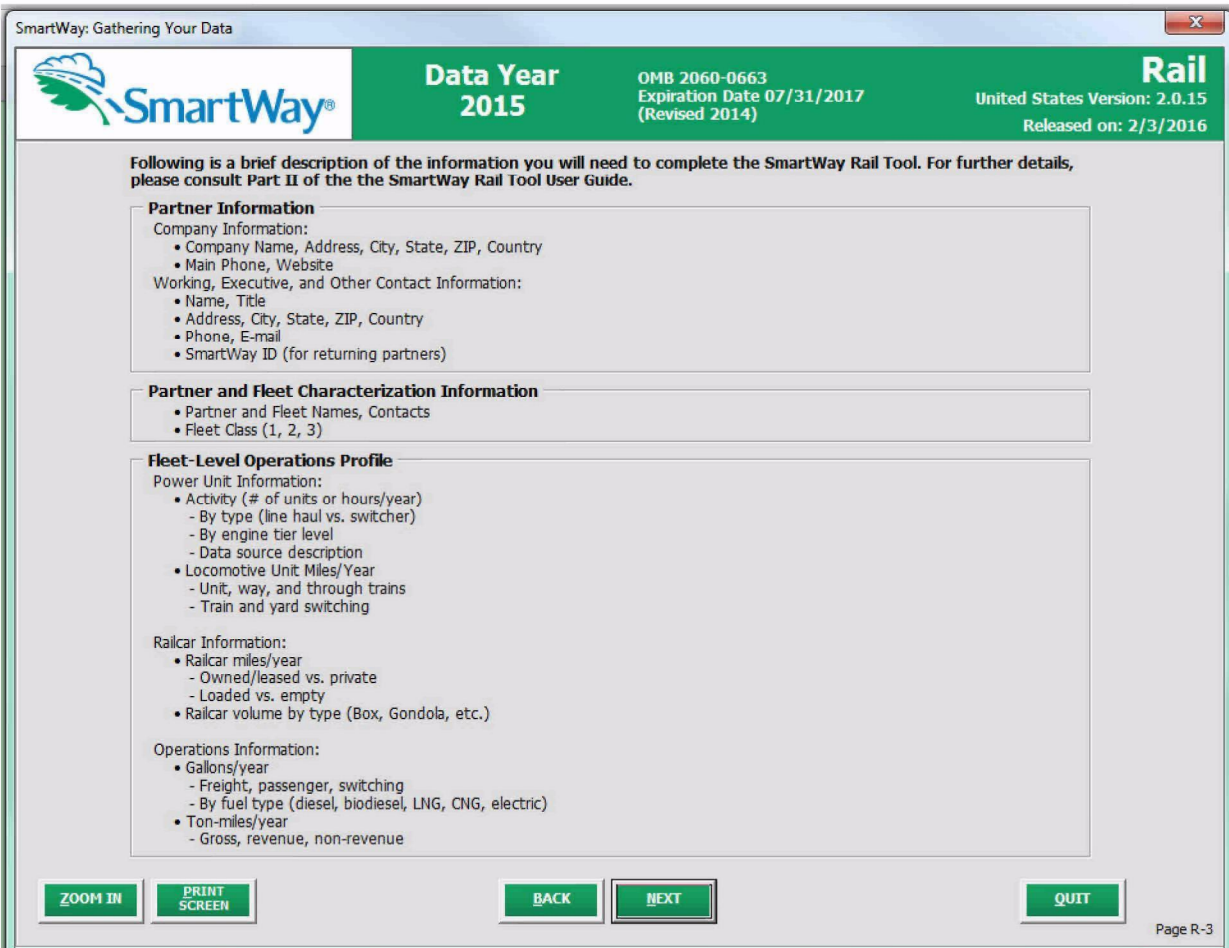 SmartWay: Gathering Your Data
x
SmartWay®
Data Year
2015
OMB 2060-0663
Expiration Date 07/31/2017
(Revised 2014)
Rail
United States Version: 2.0.15
Released on: 2/3/2016
Following is a brief description of the information you will need to complete the SmartWay Rail Tool. For further details,
please consult Part II of the the SmartWay Rail Tool User Guide.
Partner Information
Company Information:
• Company Name, Address, City, State, ZIP, Country
• Main Phone, Website
Working, Executive, and Other Contact Information:
• Name, Title
• Address, City, State, ZIP, Country
• Phone, E-mail
• SmartWay ID (for returning partners)
Partner and Fleet Characterization Information
• Partner and Fleet Names, Contacts
• Fleet Class (1, 2, 3)
Fleet-Level Operations Profile
Power Unit Information:
• Activity (# of units or hours/year)
- By type (line haul vs. switcher)
- By engine tier level
- Data source description
• Locomotive Unit Miles/Year
- Unit, way, and through trains
- Train and yard switching
Railcar Information:
• Railcar miles/year
- Owned/leased vs. private
- Loaded vs. empty
• Railcar volume by type (Box, Gondola, etc.)
Operations Information:
• Gallons/year
- Freight, passenger, switching
- By fuel type (diesel, biodiesel, LNG, CNG, electric)
• Ton-miles/year
- Gross, revenue, non-revenue
ZOOM IN
PRINT
SCREEN
BACK
NEXT
QUIT
Page R-3